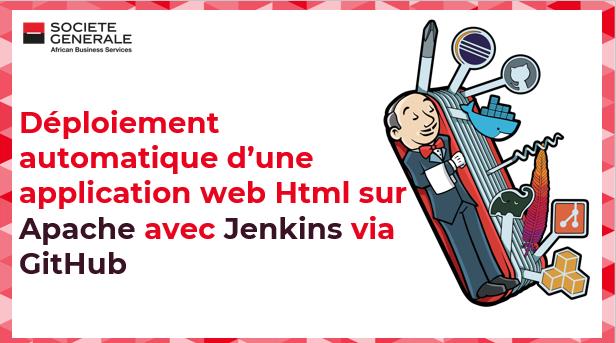 SOCIETE
GENERALE
African Business Services
Déploiement
automatique d’une
application web Html sur
Apache avec Jenkins via
GitHub